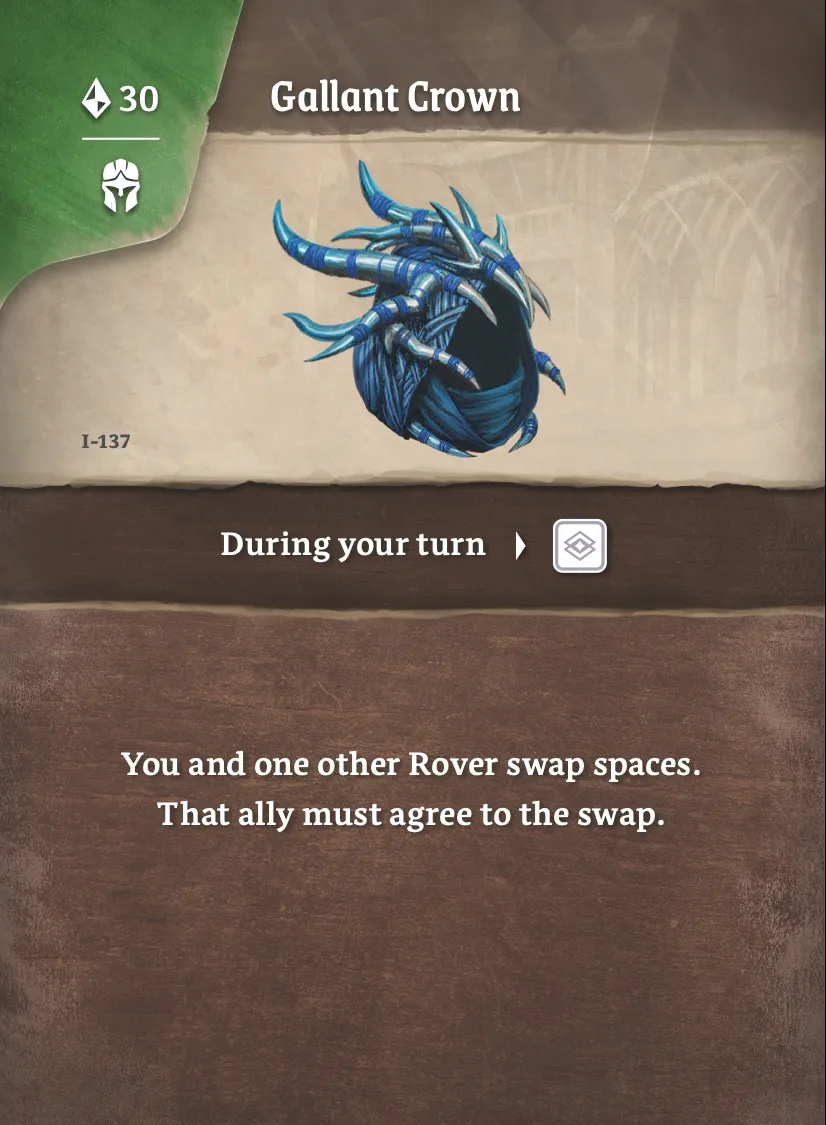 30
Gallant Crown
I-137
During your turn
You and one other Rover swap spaces.
That ally must agree to the swap.